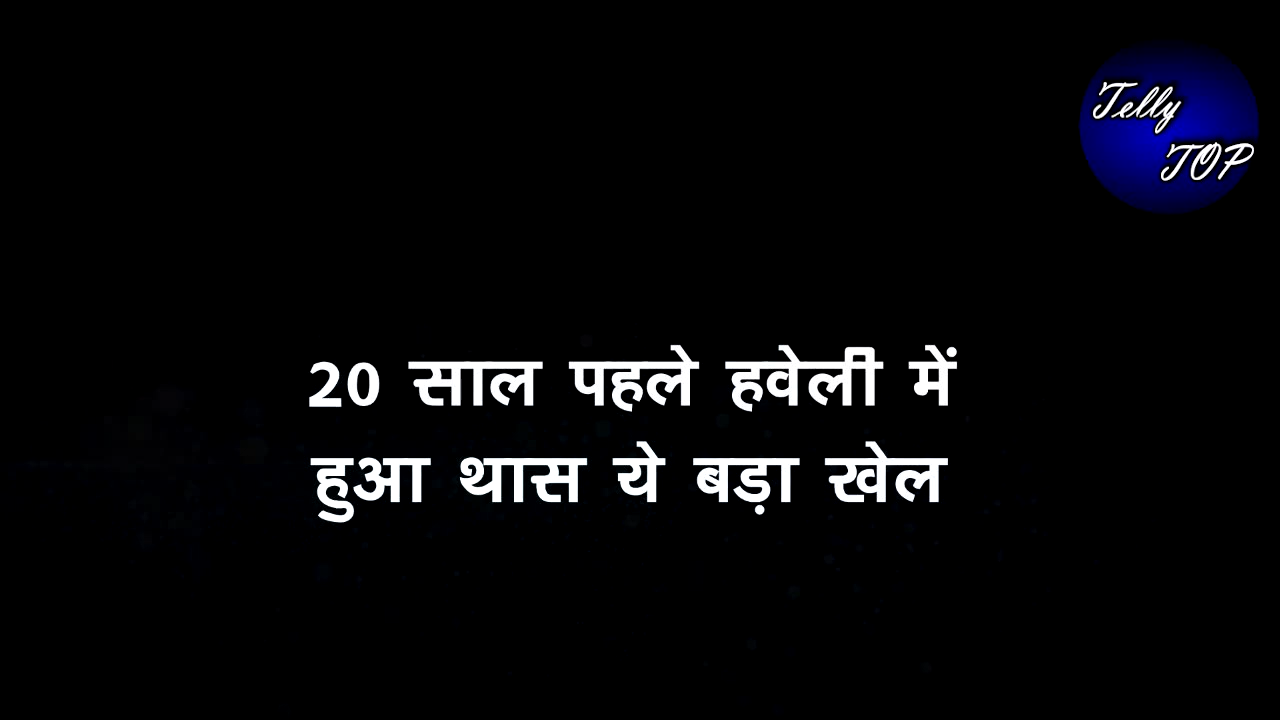 Telly
TOP
20 साल पहले हवेली में
हुआ थास ये बड़ा खेल